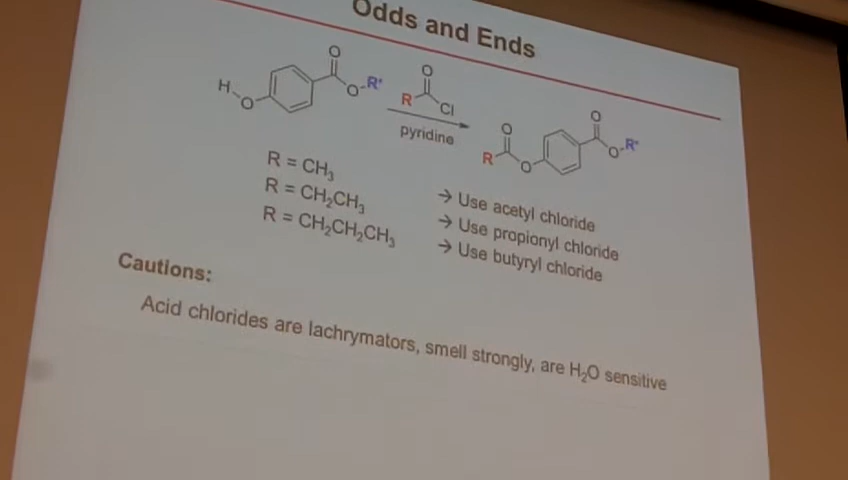 Odds and Ends
O
H
O
O-R'
R
O
Cl
pyridine
R
O
O
O
O-R'
R = CH₃
R = CH₂CH₃
R = CH₂CH₂CH₃
→ Use acetyl chloride
→ Use propionyl chloride
→ Use butyryl chloride
Cautions:
Acid chlorides are lachrymators, smell strongly, are H₂O sensitive